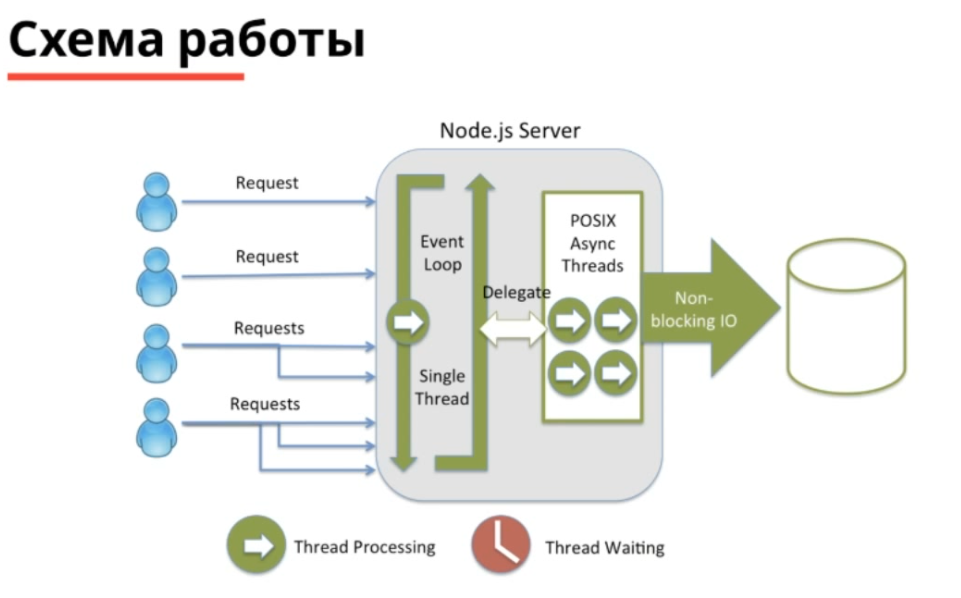 Схема работы
Node.js Server
Request
Request
Requests
Requests
Event
Loop
Single
Thread
Delegate
POSIX
Async
Threads
Non-
blocking IO
Thread Processing
Thread Waiting